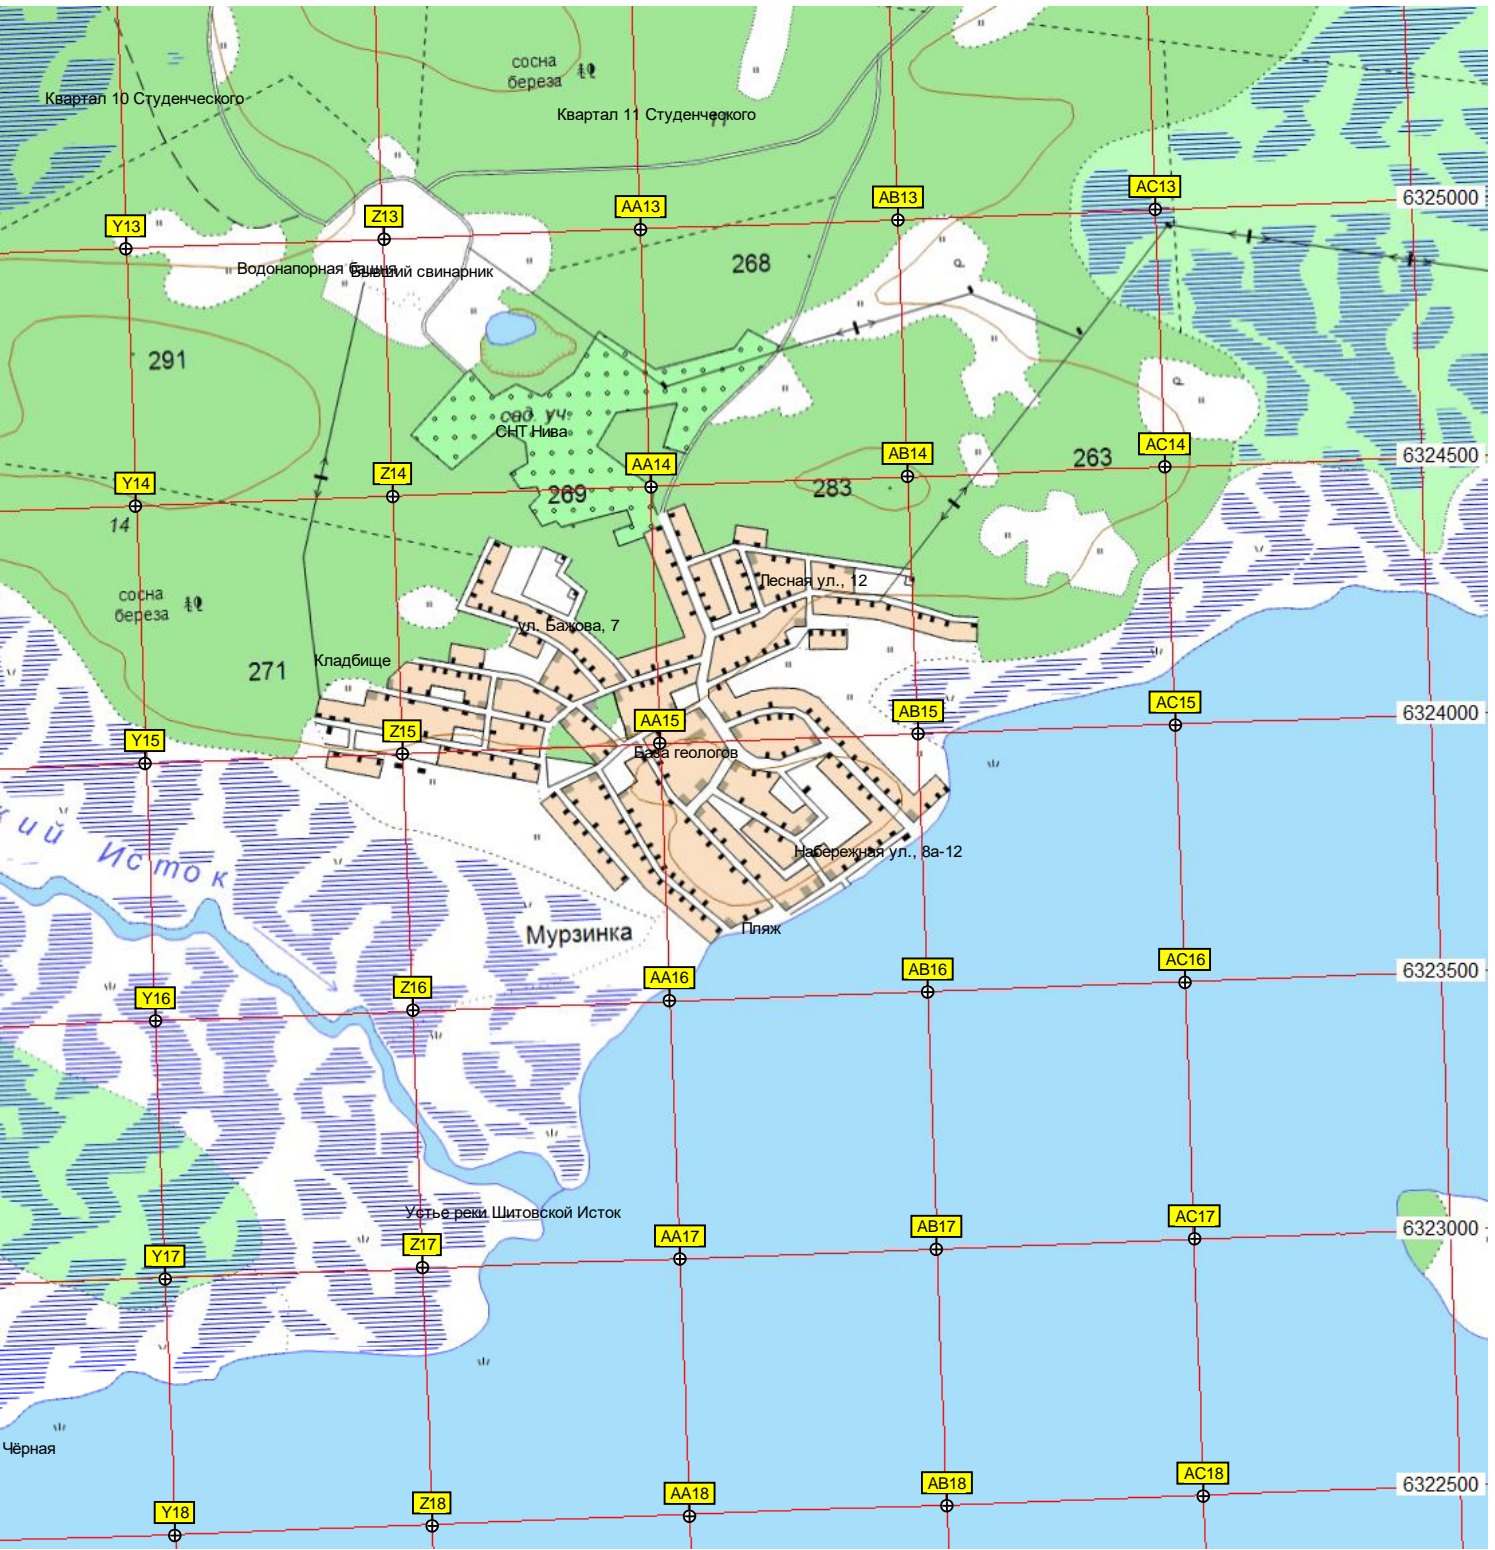 сосна
береза
Квартал 10 Студенческого
Квартал 11 Студенческого
11
AC13
AB13
6325000
AA13
Z13
Y13
268
Водонапорная башня
Бывший свинарник
291
р
р
сад. уч.
СНТ Нива
AC14
6324500
AB14
263
AA14
Z14
Y14
283
269
14
Лесная ул., 12
сосна
береза
ул. Бажова, 7
Кладбище
271
AC15
6324000
AB15
AA15
Z15
Y15
База геологов
кий Исток
Набережная ул., 8а-12
Пляж
Мурзинка
AC16
6323500
AB16
AA16
Z16
Y16
Устье реки Шитовской Исток
AC17
6323000
AB17
AA17
Z17
Y17
Чёрная
AC18
6322500
AB18
AA18
Z18
Y18